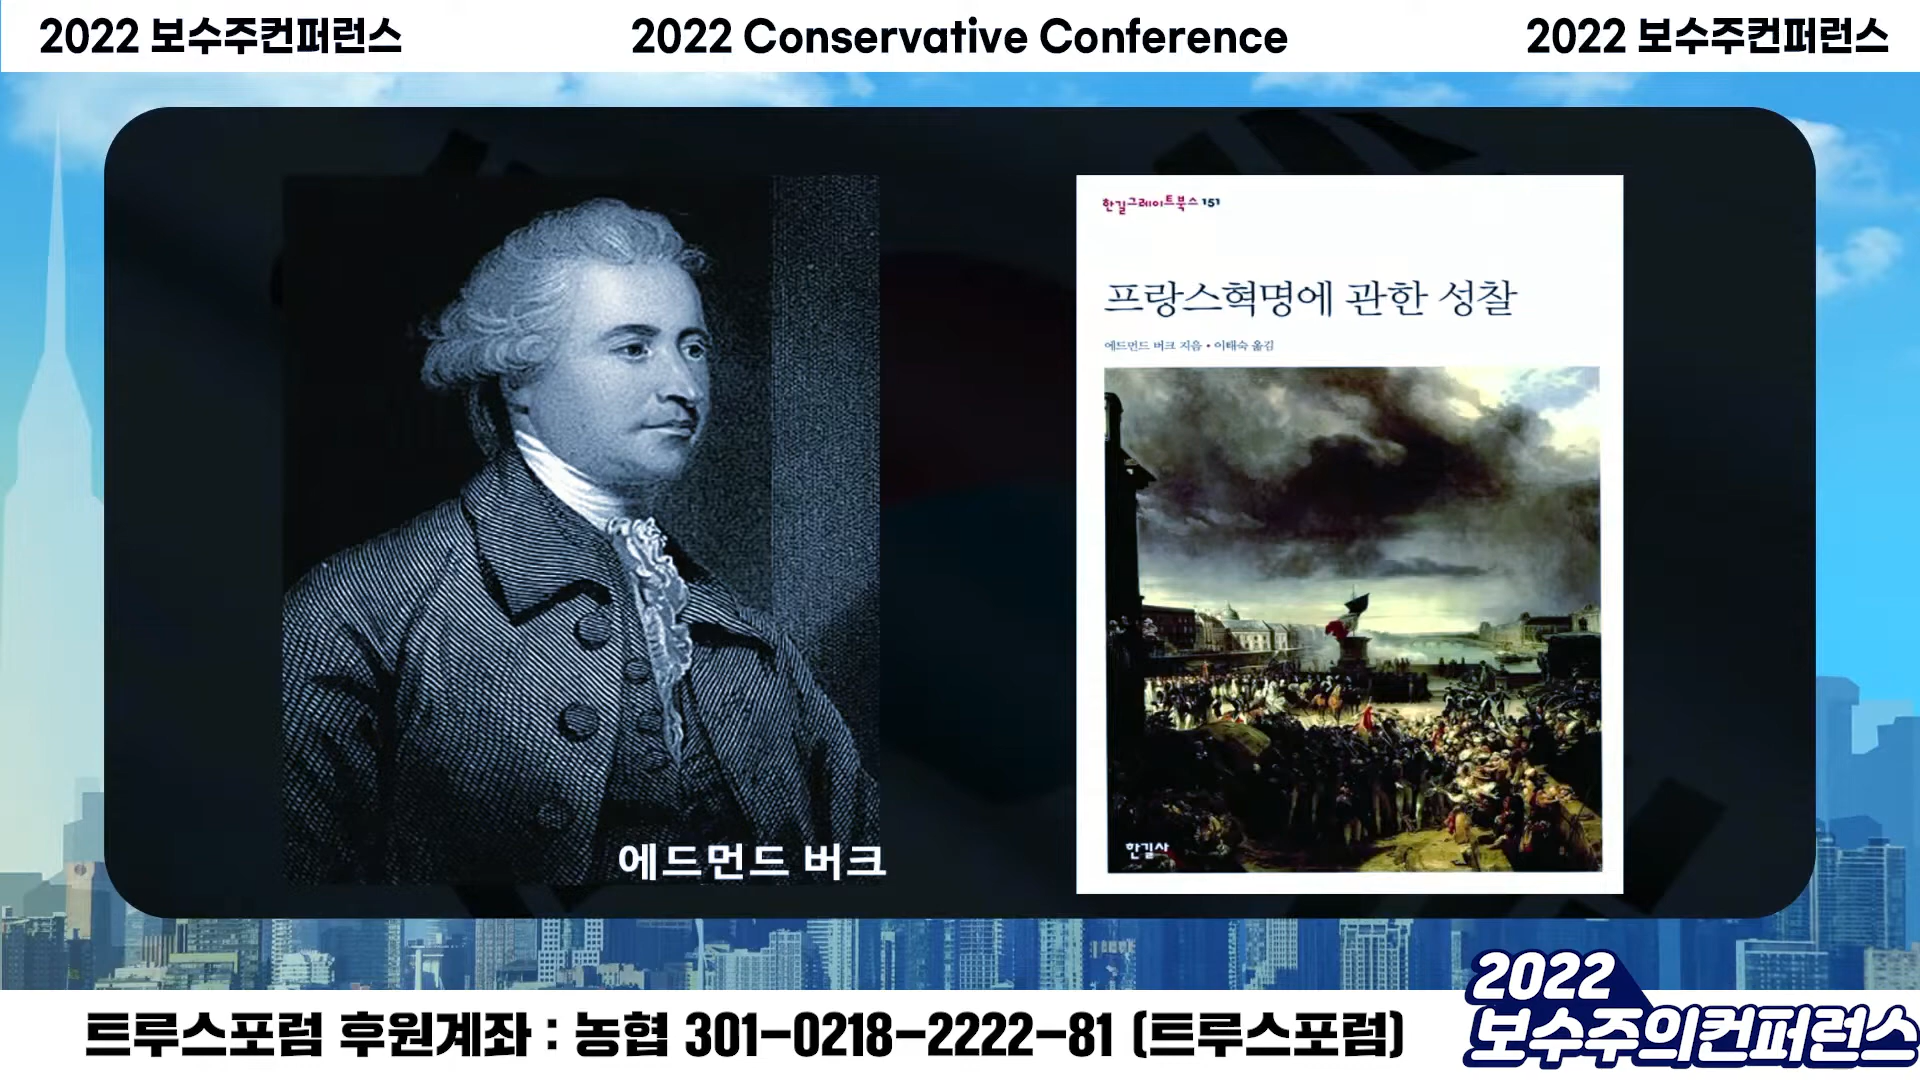 2022 보수주컨퍼런스
2022 Conservative Conference
2022 보수주컨퍼런스
한길그레이트북스 151
프랑스혁명에 관한 성찰
에드먼드 버크 지음 • 이태숙 옮김
한길사
에드먼드 버크
트루스포럼 후원계좌 : 농협 301-0218-2222-81 (트루스포럼)
2022
보수주의컨퍼런스